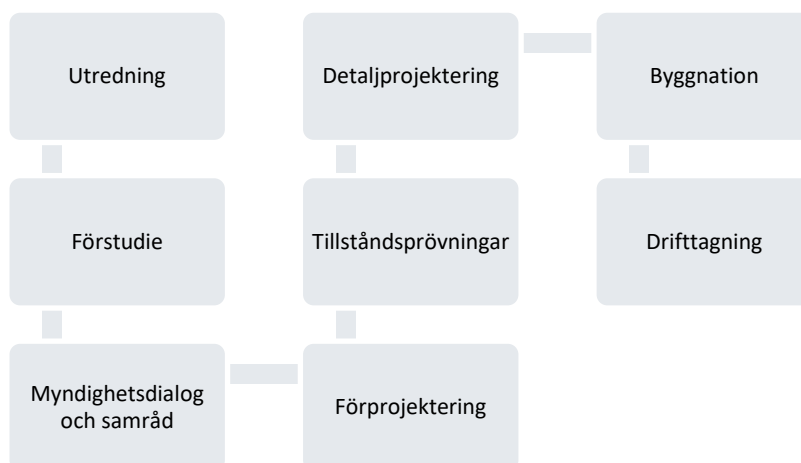 Utredning
Förstudie
Myndighetsdialog
och samråd
Förprojektering
Tillståndsprövningar
Detaljprojektering
Byggnation
Drifttagning